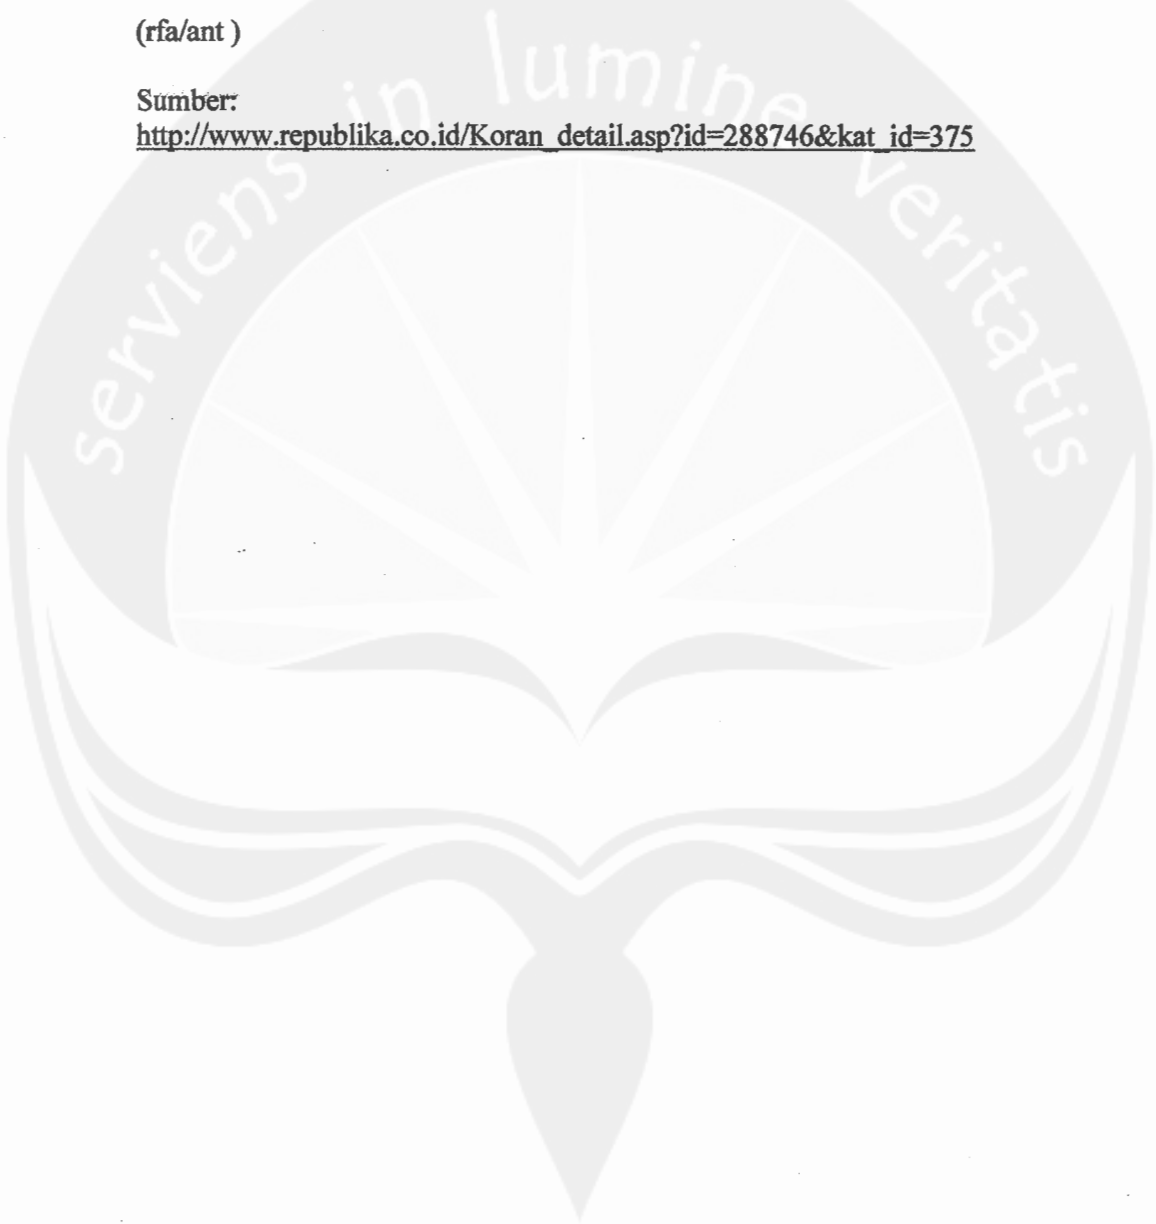 (rfa/ant )
Sumber:
http://www.republika.co.id/Koran_detail.asp?id=288746&kat_id=375
serviens in lumine veritatis